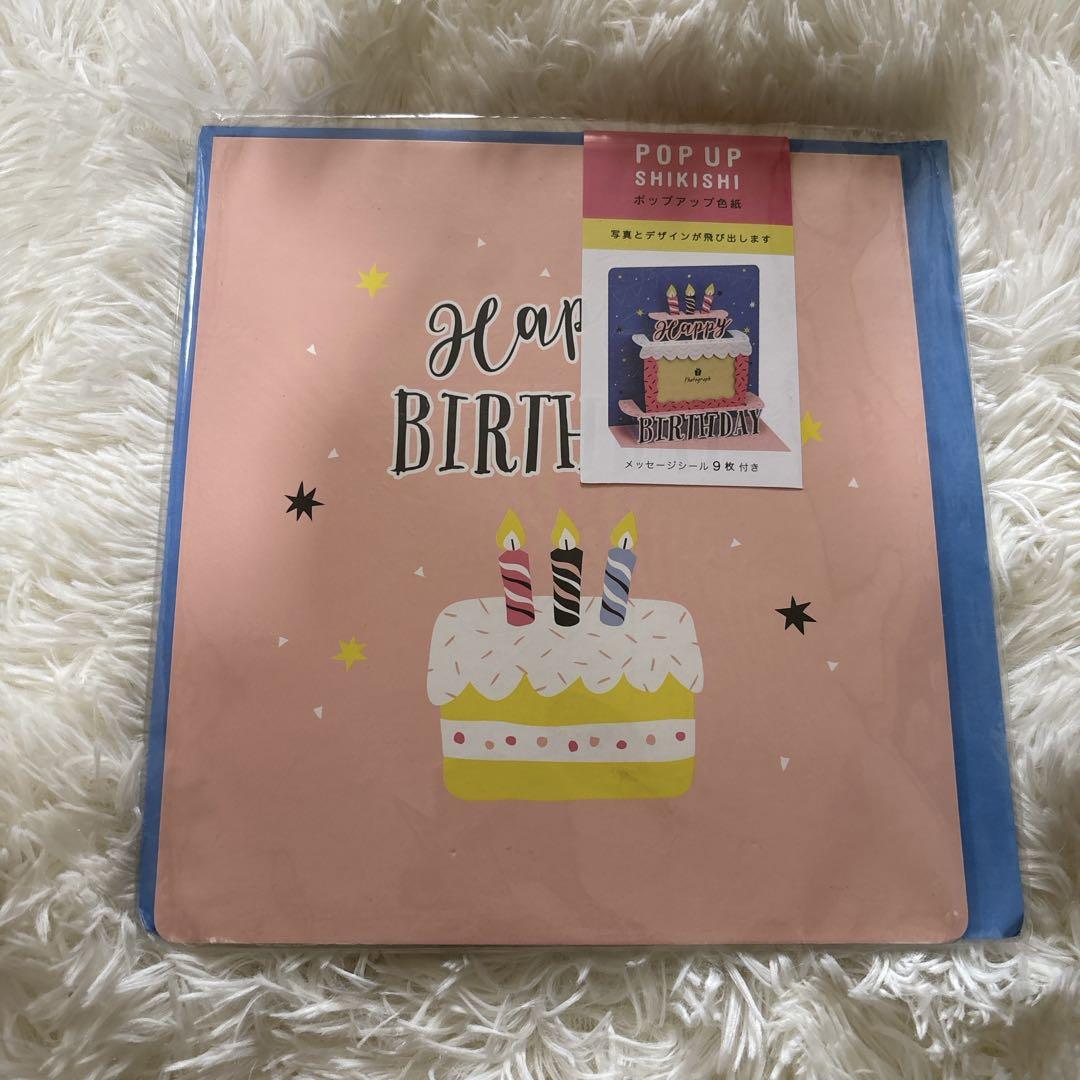 POP UP
SHIKISHI
ポップアップ色紙
写真とデザインが飛び出します
Happy
Photograph
BIRTHDAY
メッセージシール 9枚 付き
Hap
BIRTH